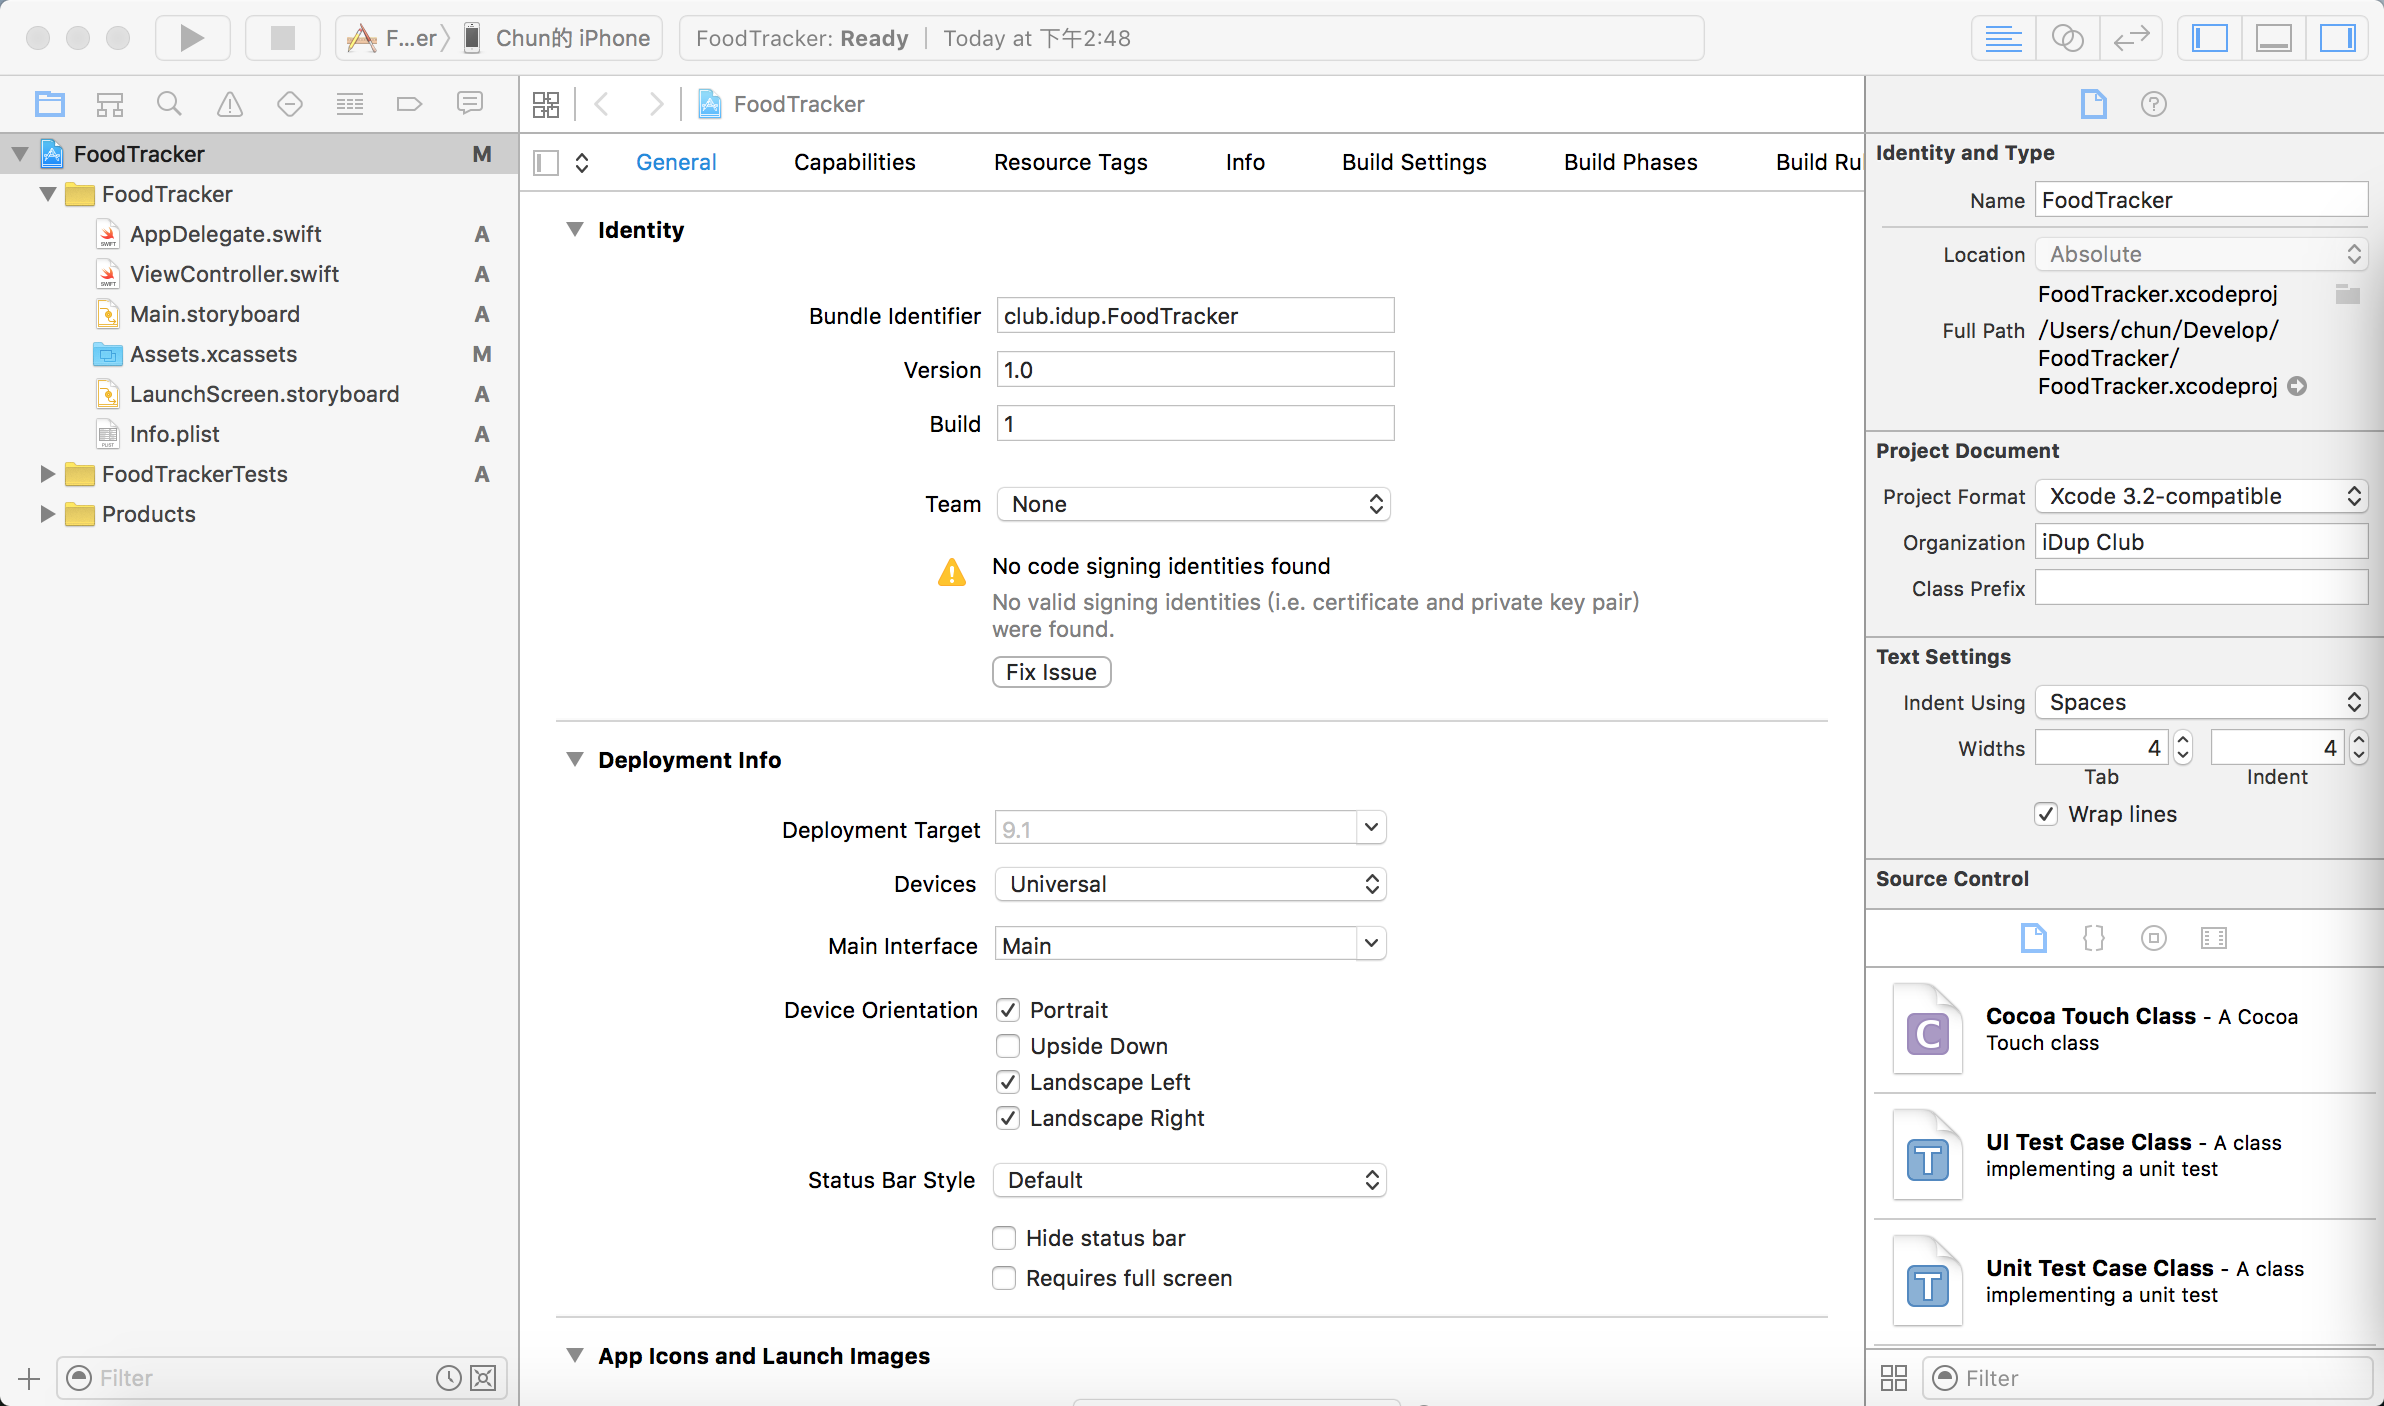 F...er
Chun的 iPhone
FoodTracker: Ready
Today at 下午2:48
FoodTracker M
FoodTracker
AppDelegate.swift A
ViewController.swift A
Main.storyboard A
Assets.xcassets M
LaunchScreen.storyboard A
Info.plist A
FoodTrackerTests A
Products
Filter
FoodTracker
General Capabilities Resource Tags Info Build Settings Build Phases Build Ru
Identity
Bundle Identifier club.idup.FoodTracker
Version 1.0
Build 1
Team None
No code signing identities found
No valid signing identities (i.e. certificate and private key pair)
were found.
Fix Issue
Deployment Info
Deployment Target 9.1
Devices Universal
Main Interface Main
Device Orientation Portrait
Upside Down
Landscape Left
Landscape Right
Status Bar Style Default
Hide status bar
Requires full screen
App Icons and Launch Images
Identity and Type
Name FoodTracker
Location Absolute
FoodTracker.xcodeproj
Full Path /Users/chun/Develop/
FoodTracker/
FoodTracker.xcodeproj
Project Document
Project Format Xcode 3.2-compatible
Organization iDup Club
Class Prefix
Text Settings
Indent Using Spaces
Widths 4 4
Tab Indent
Wrap lines
Source Control
C
Cocoa Touch Class - A Cocoa
Touch class
T
UI Test Case Class - A class
implementing a unit test
T
Unit Test Case Class - A class
implementing a unit test
Filter